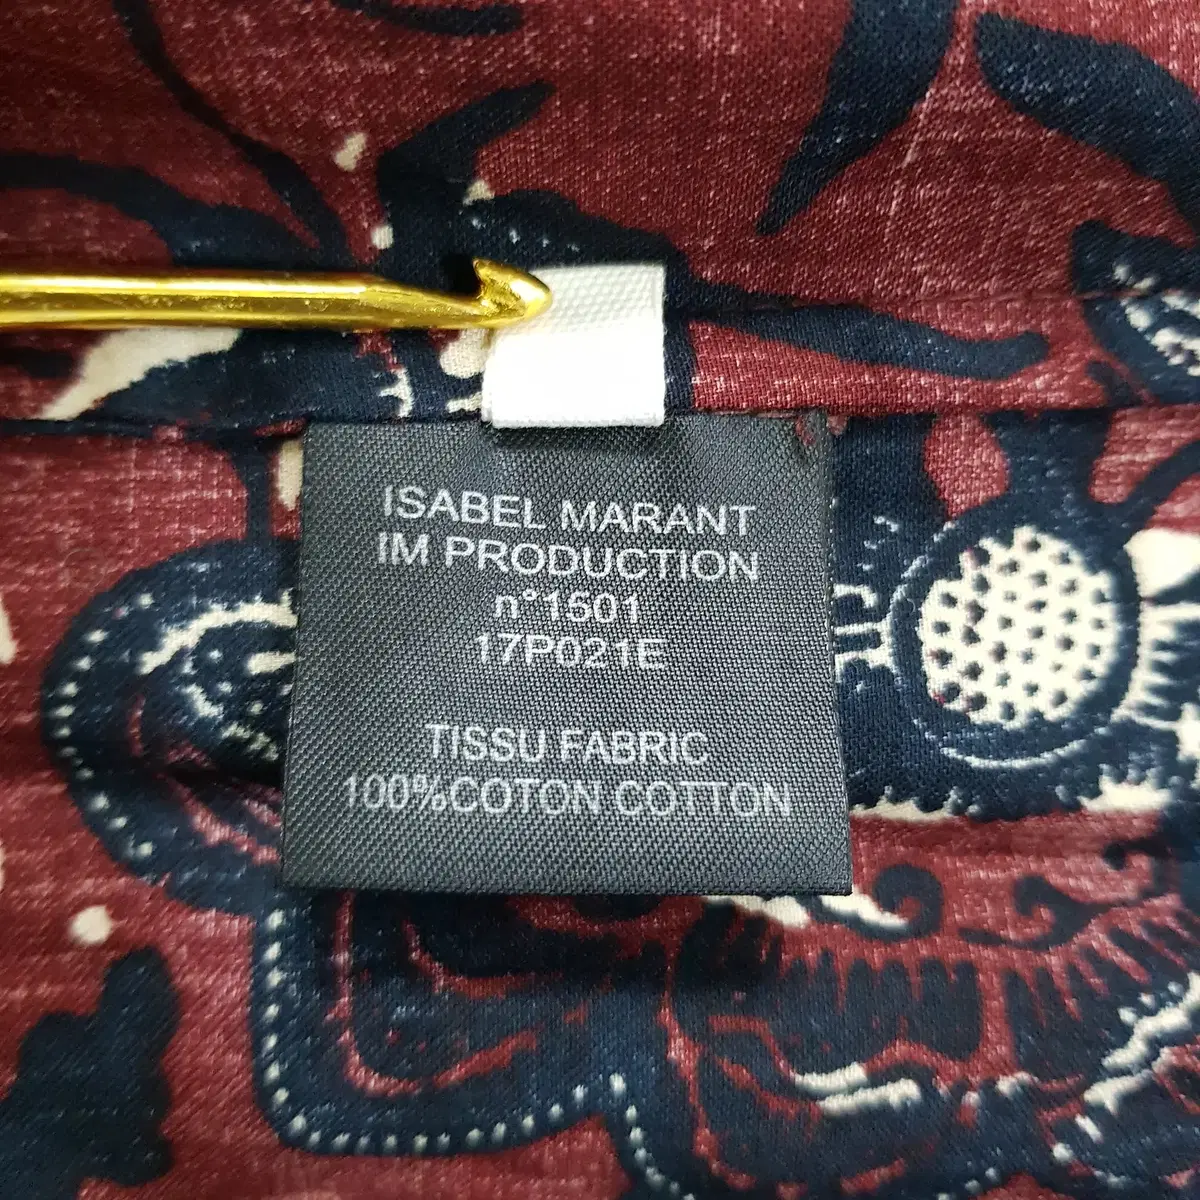 ISABEL MARANT
IM PRODUCTION
n°1501
17P021E
TISSU FABRIC
100%COTON COTTON